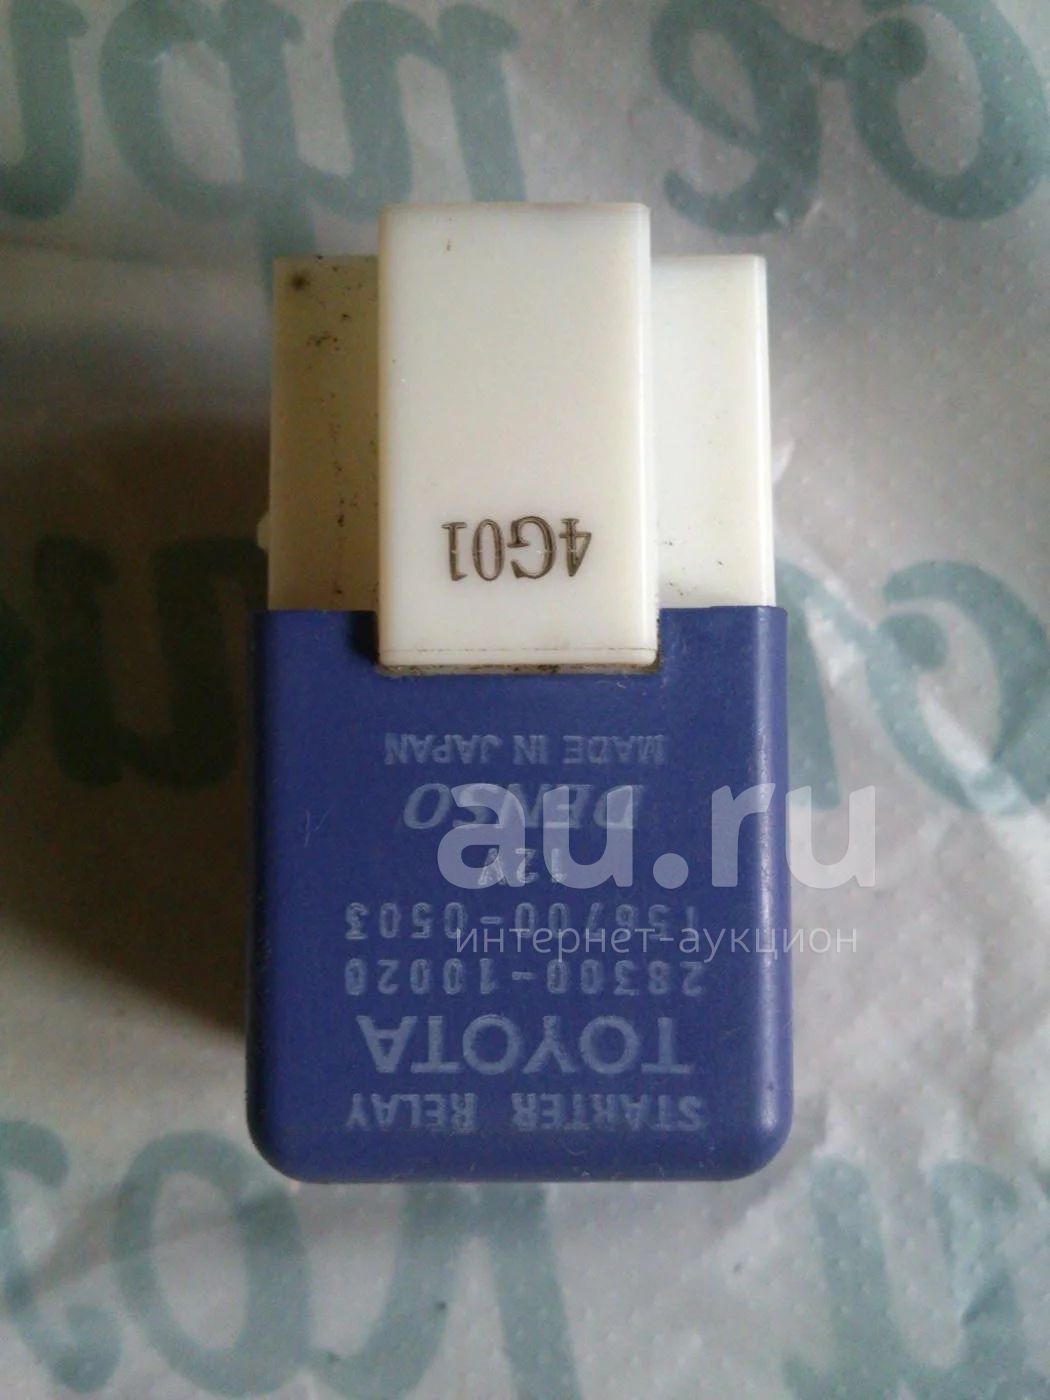 STARTER RELAY
TOYOTA
28300-10020
156700-0503
12V
DENSO
MADE IN JAPAN
4G01
au.ru
интернет-аукцион